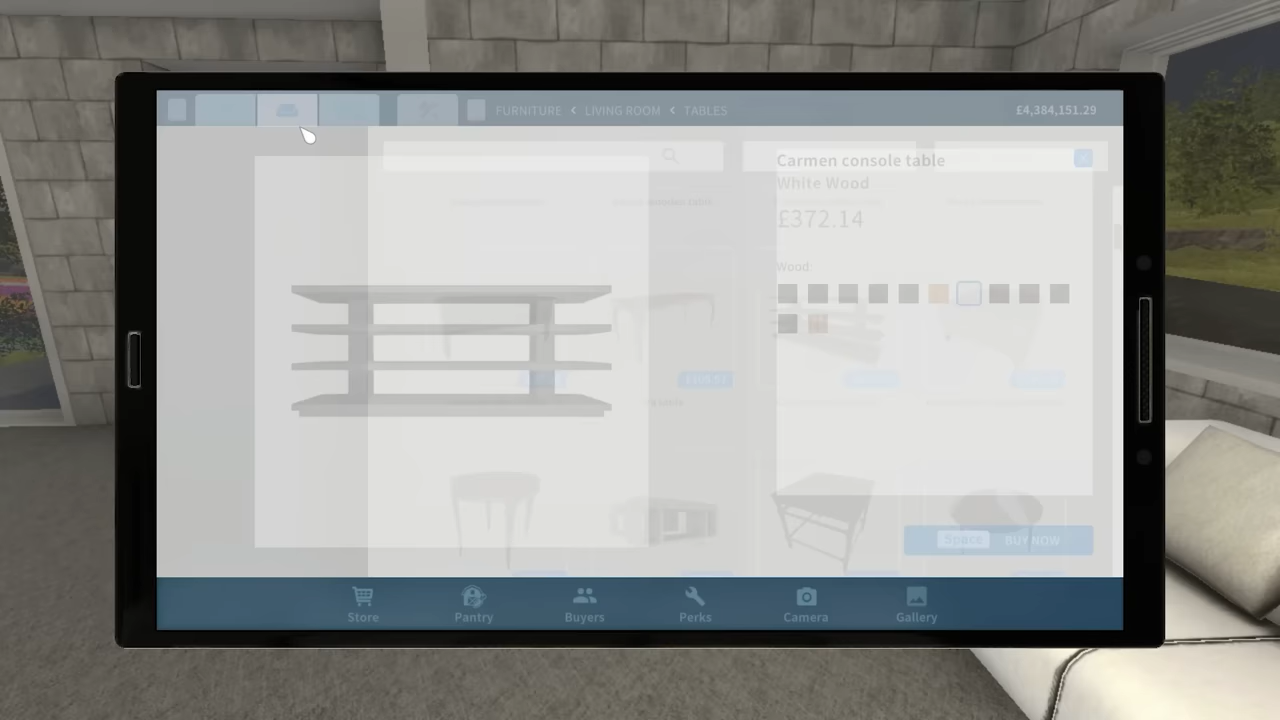 FURNITURE < LIVING ROOM < TABLES
£4,384,151.29
Carmen console table
White Wood
£372.14
Wood:
Space BUY NOW
Store Pantry Buyers Perks Camera Gallery